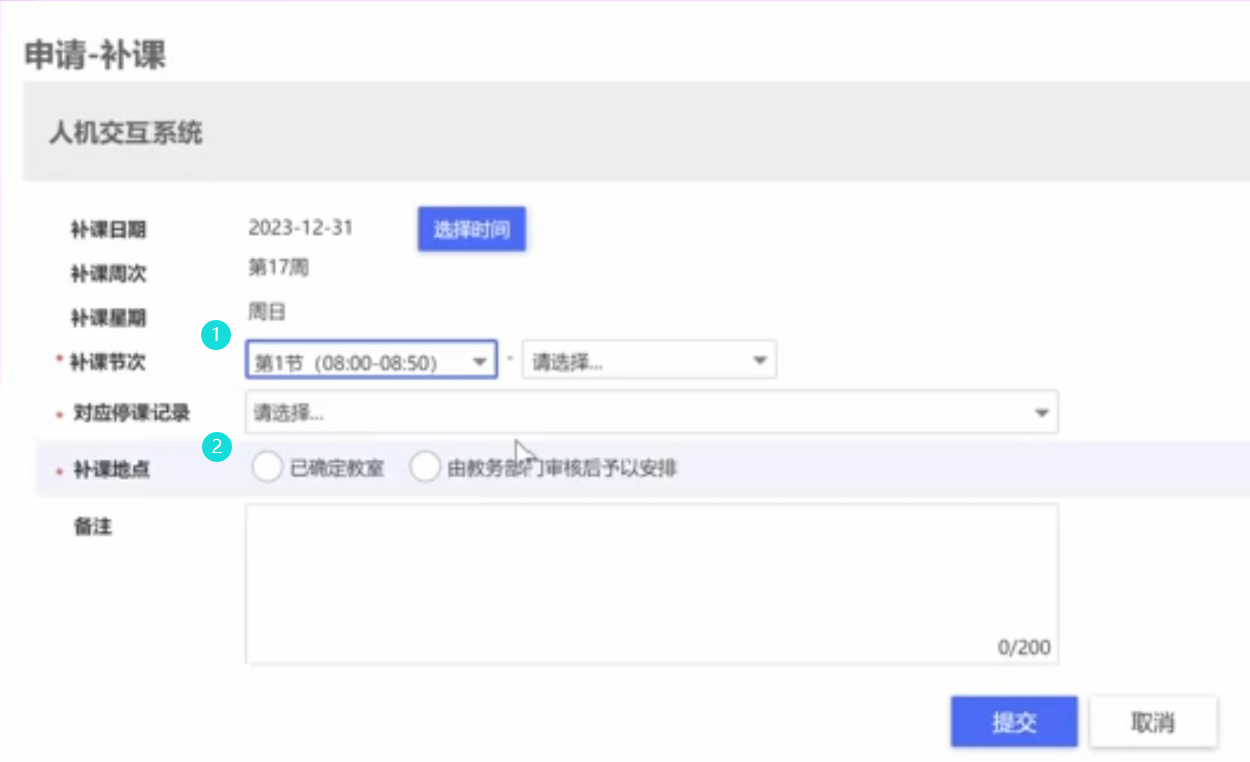 申请-补课
人机交互系统
补课日期 2023-12-31 选择时间
补课周次 第17周
补课星期 周日
1
* 补课节次 第1节（08:00-08:50） - 请选择...
* 对应停课记录 请选择...
2
* 补课地点 已确定教室 由教务部门审核后予以安排
备注
0/200
提交 取消